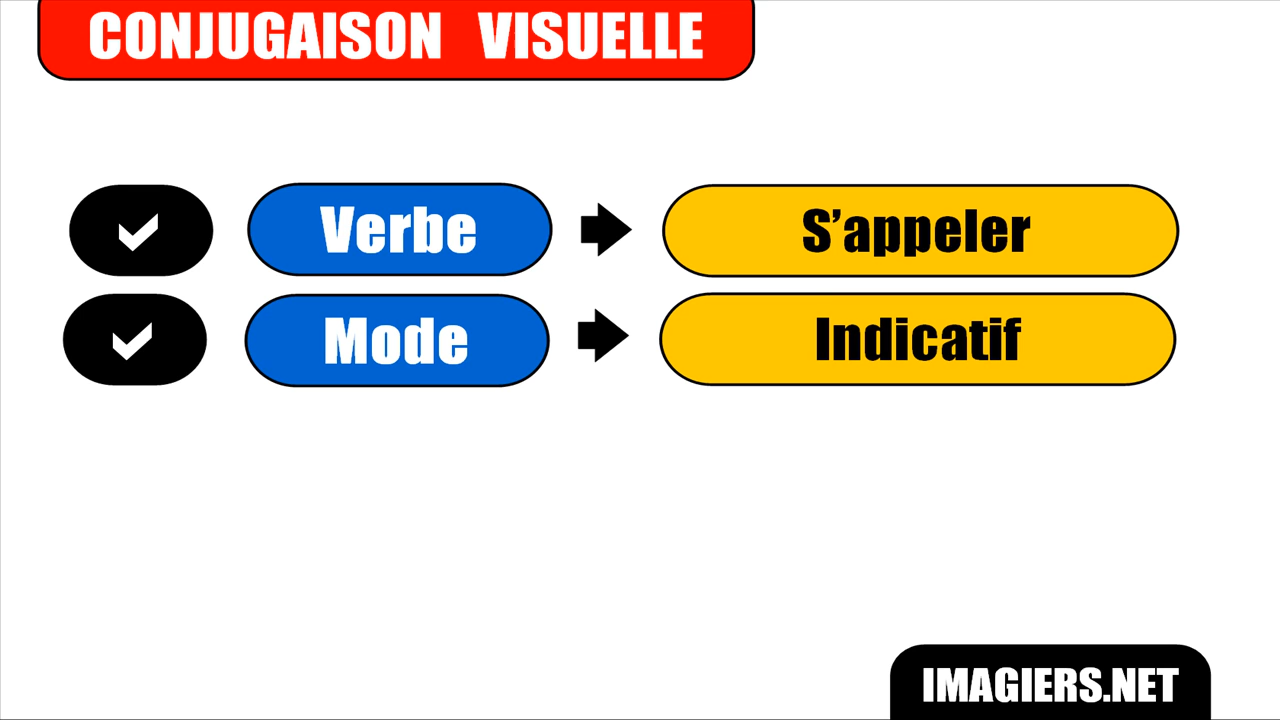 CONJUGAISON VISUELLE
Verbe S’appeler
Mode Indicatif
IMAGIERS.NET